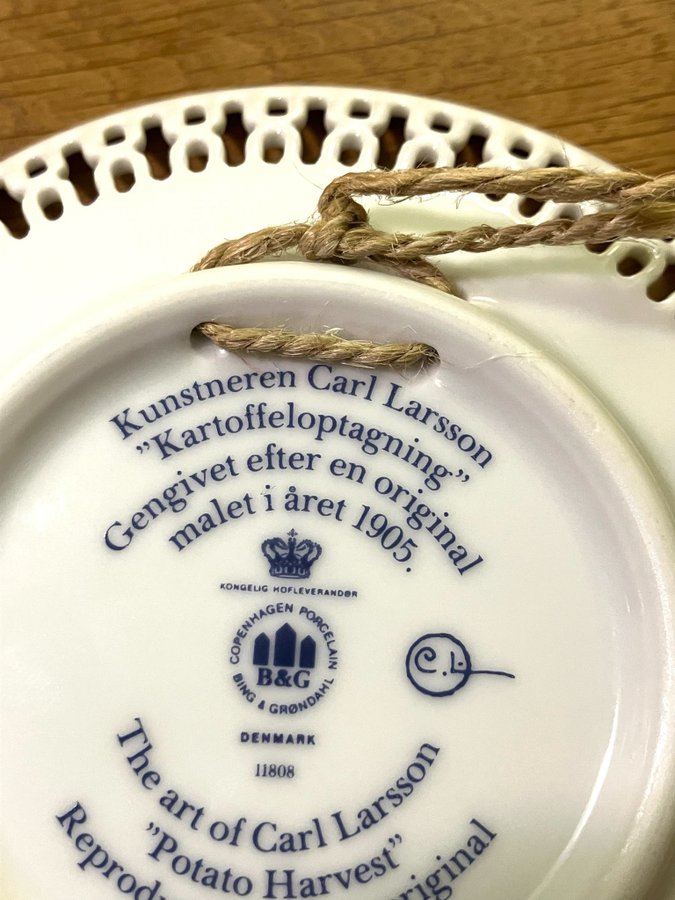 Kunstneren Carl Larsson
"Kartoffeloptagning"
Gengivet efter en original
malet i året 1905.
KONGELIG HOFLEVERANDØR
COPENHAGEN PORCELAIN
B&G
BING & GRØNDAHL
C.L.
DENMARK
11808
The art of Carl Larsson
"Potato Harvest"